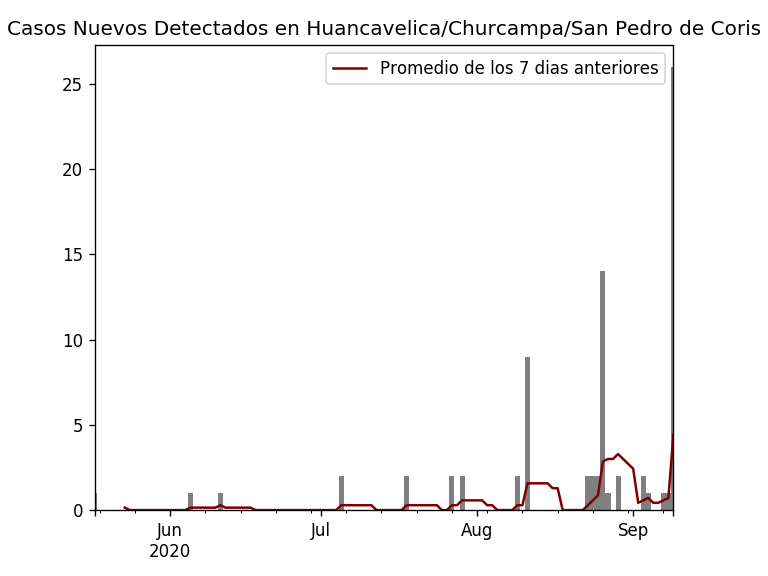 Casos Nuevos Detectados en Huancavelica/Churcampa/San Pedro de Coris
Promedio de los 7 dias anteriores
25
20
15
10
5
0
Jun
2020
Jul
Aug
Sep